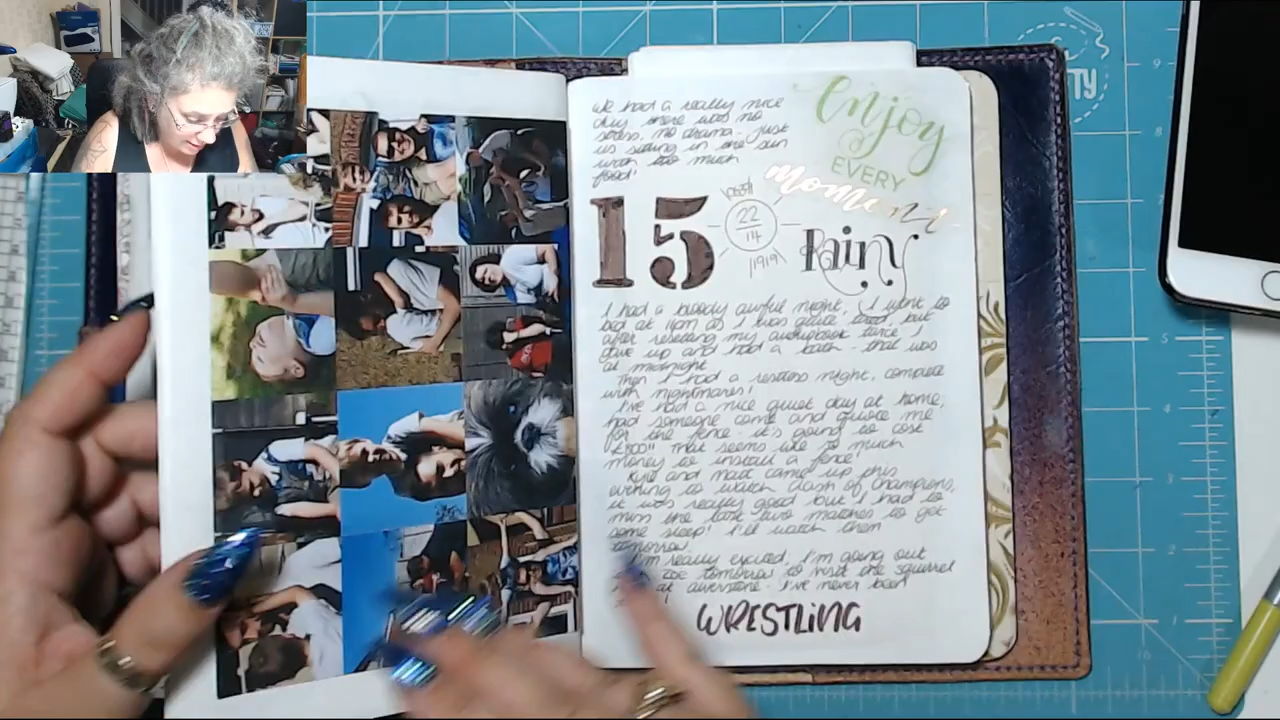 We had a really nice
day there was no
stress, no drama - just
us sitting in the sun
with too much
food!
Enjoy
EVERY
moment
15
22
14
Rainy
I had a bloody awful night, I went to
bed at 11pm as I was quite tired but
after resetting my audiobook twice I
gave up and had a bath - that was
at midnight
Then I had a restless night, complete
with nightmares!
I've had a nice quiet day at home,
had someone come and quote me
for the fence - it's going to cost
£800!! That seems like so much
money to install a fence!
Kyle and Matt came up this
evening to watch Clash of Champions,
it was really good but I had to
miss the last two matches to get
some sleep! I'll watch them
tomorrow.
I'm really excited, I'm going out
tomorrow to visit the squirrel
at - I've never been
WRESTLING
TY